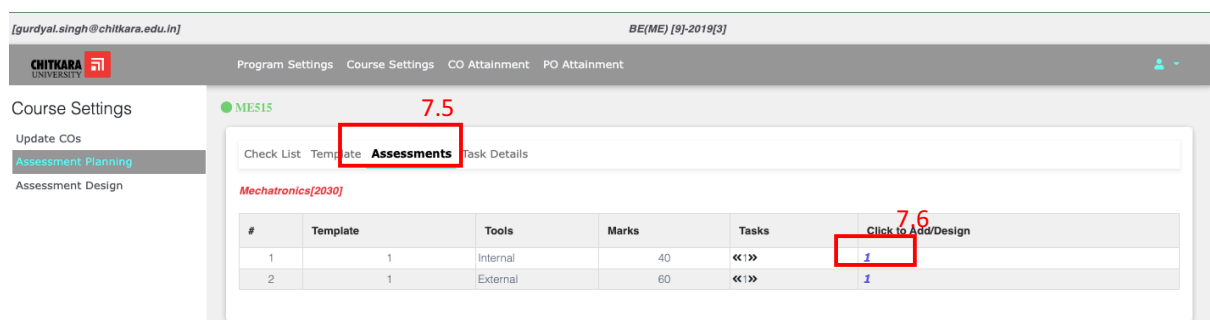 [gurdyal.singh@chitkara.edu.in] BE(ME) [9]-2019[3]
CHITKARA
UNIVERSITY
Program Settings Course Settings CO Attainment PO Attainment
Course Settings
Update COs
Assessment Planning
Assessment Design
ME515
7.5
Check List Template Assessments Task Details
Mechatronics[2030]
7.6
# Template Tools Marks Tasks Click to Add/Design
1 1 Internal 40 «1» 1
2 1 External 60 «1» 1